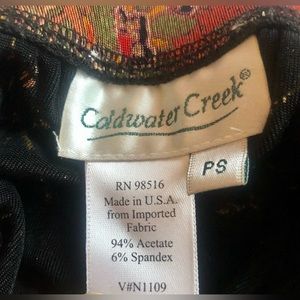 Coldwater Creek®
PS
RN 98516
Made in U.S.A.
from Imported
Fabric
94% Acetate
6% Spandex
V#N1109